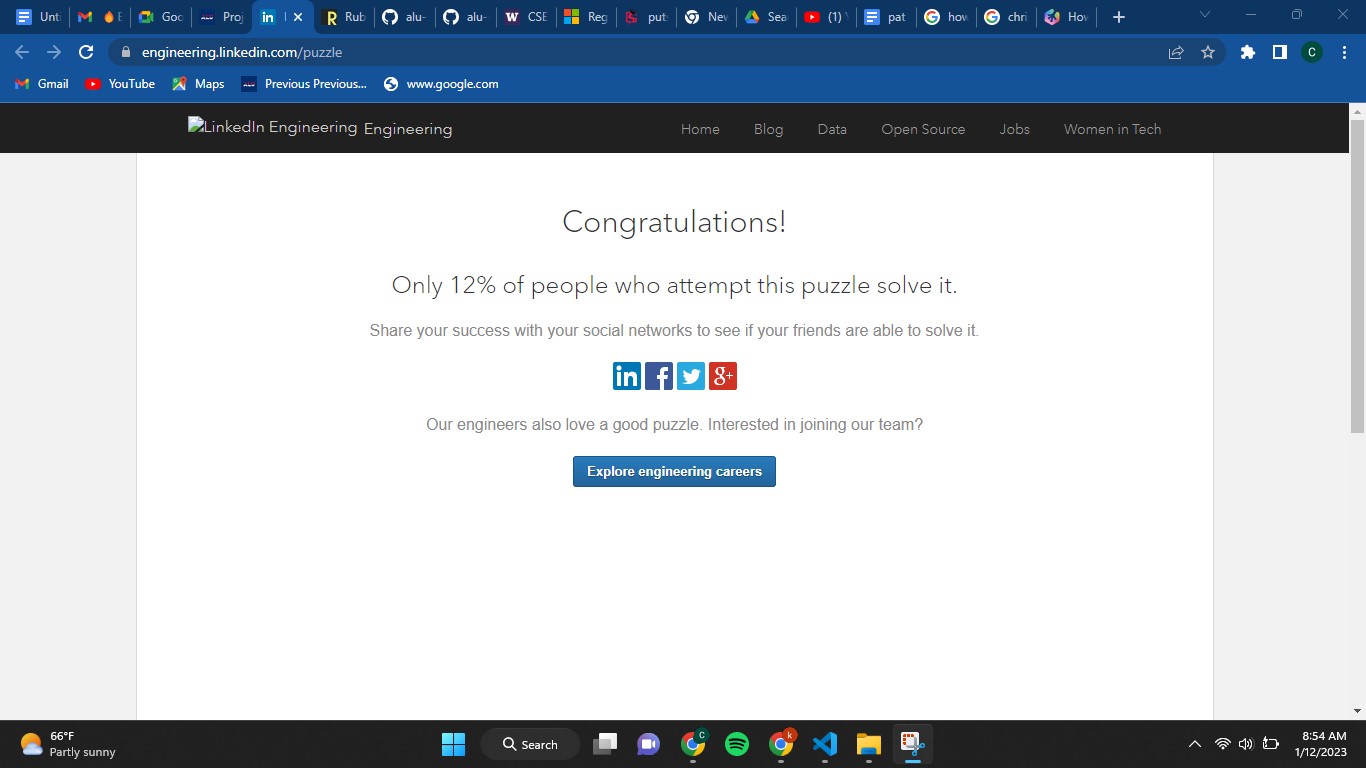 Unti
E
Goo
Proj
Rub
alu-
alu-
CSE
Reg
put
Nev
Sea
(1)
pat
how
chri
Hov
engineering.linkedin.com/puzzle
C
Gmail
YouTube
Maps
Previous Previous...
www.google.com
LinkedIn Engineering Engineering
Home Blog Data Open Source Jobs Women in Tech
Congratulations!
Only 12% of people who attempt this puzzle solve it.
Share your success with your social networks to see if your friends are able to solve it.
in f g+
Our engineers also love a good puzzle. Interested in joining our team?
Explore engineering careers
66°F
Partly sunny
Search
C
k
8:54 AM
1/12/2023